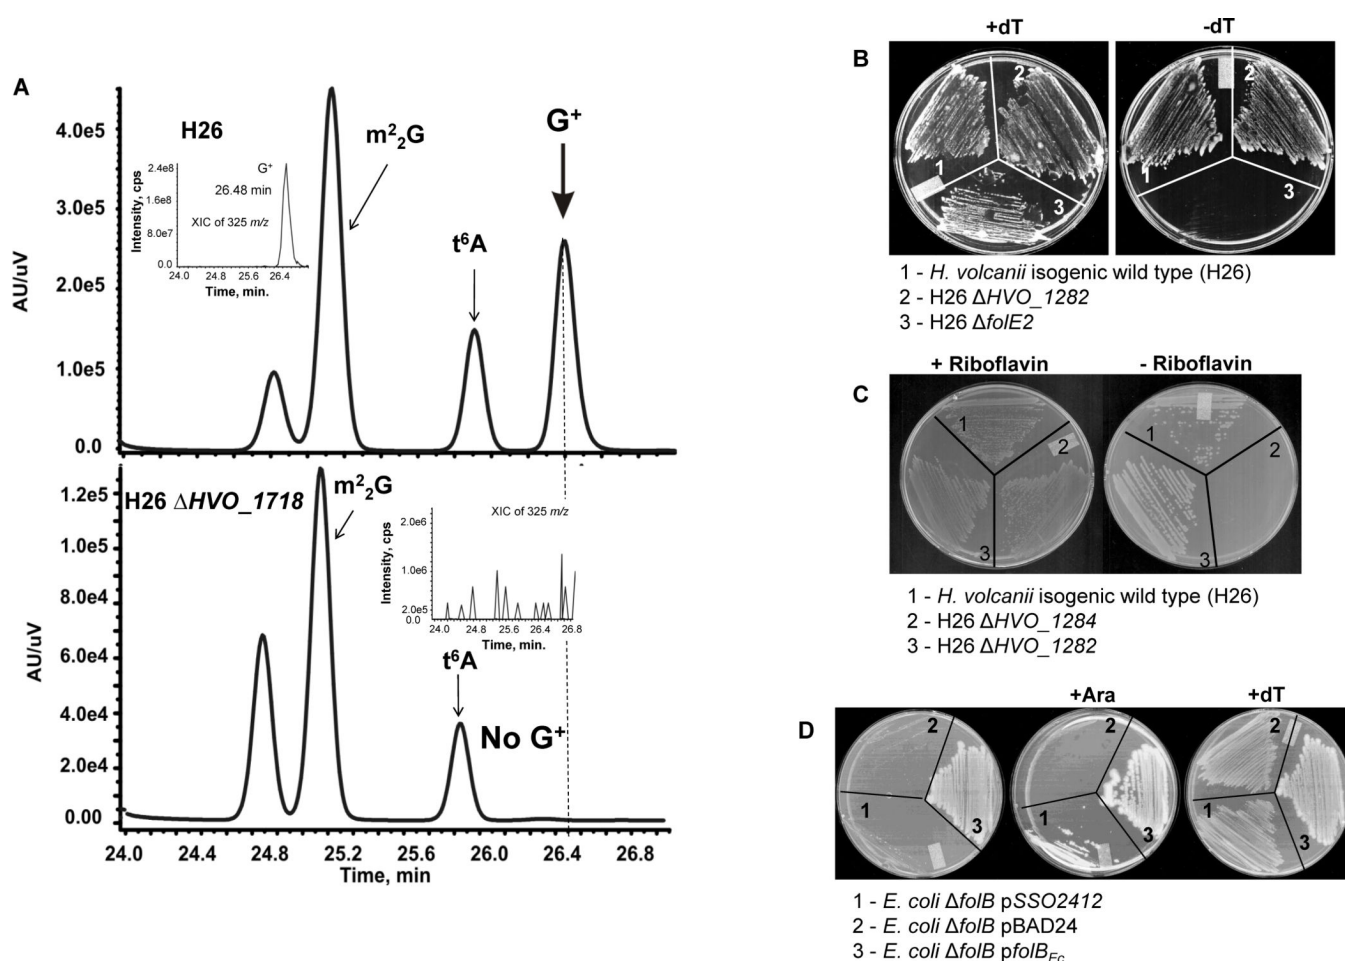 A
H26
4.0e5
3.0e5
2.0e5
1.0e5
0.0
AU/uV
m²₂G
t⁶A
G⁺
Intensity, cps
2.4e8
1.6e8
8.0e7
0.0
G⁺
26.48 min
XIC of 325 m/z
24.0 24.8 25.6 26.4
Time, min.
H26 ΔHVO_1718
1.2e5
1.0e5
8.0e4
6.0e4
4.0e4
2.0e4
0.00
AU/uV
m²₂G
t⁶A
No G⁺
XIC of 325 m/z
Intensity, cps
2.0e6
1.6e6
1.2e6
8.0e5
2.0e5
0.0
24.0 24.8 25.6 26.4 26.8
Time, min.
24.0 24.8 25.2 25.6 26.0 26.4 26.8
Time, min
B
+dT -dT
1 2 3
1 2 3
1 - H. volcanii isogenic wild type (H26)
2 - H26 ΔHVO_1282
3 - H26 ΔfolE2
C
+ Riboflavin - Riboflavin
1 2 3
1 2 3
1 - H. volcanii isogenic wild type (H26)
2 - H26 ΔHVO_1284
3 - H26 ΔHVO_1282
D
+Ara +dT
1 2 3
1 2 3
1 2 3
1 - E. coli ΔfolB pSSO2412
2 - E. coli ΔfolB pBAD24
3 - E. coli ΔfolB pfolB_Ec